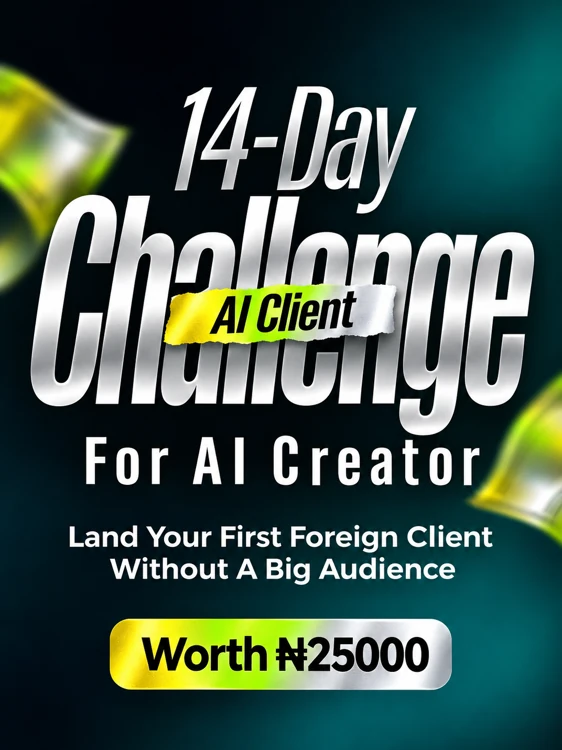 14-Day
Challenge
AI Client
For AI Creator
Land Your First Foreign Client
Without A Big Audience
Worth ₦25000